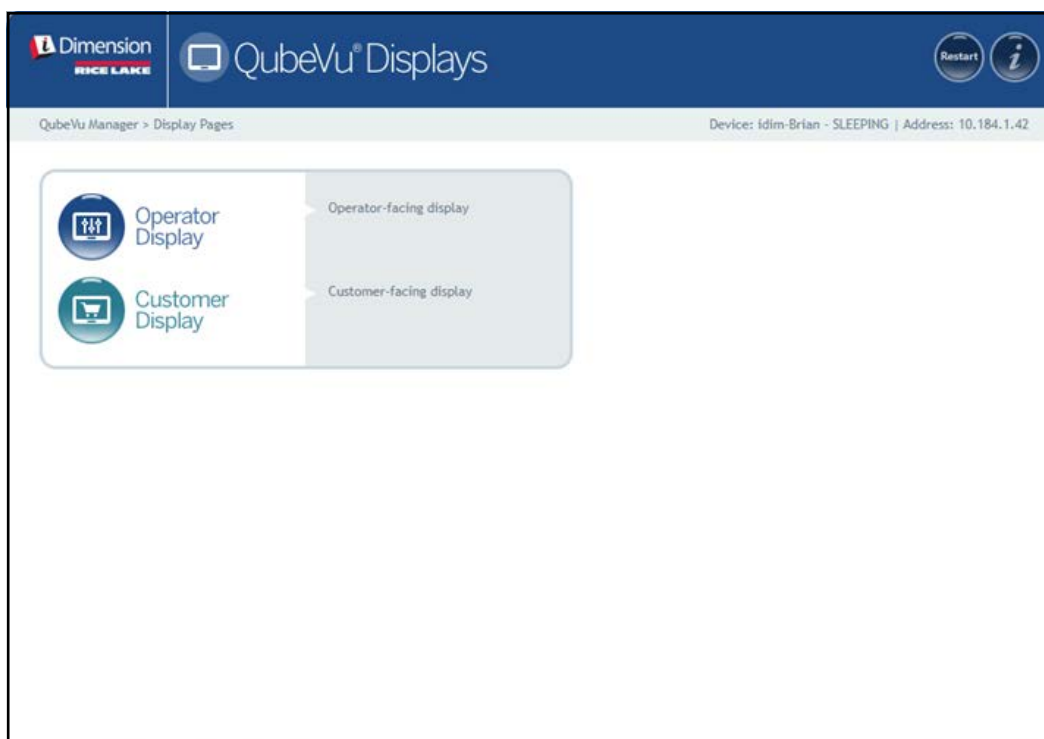 i Dimension
RICE LAKE
QubeVu® Displays
Restart
i
QubeVu Manager > Display Pages
Device: idim-Brian - SLEEPING | Address: 10.184.1.42
Operator
Display
Operator-facing display
Customer
Display
Customer-facing display